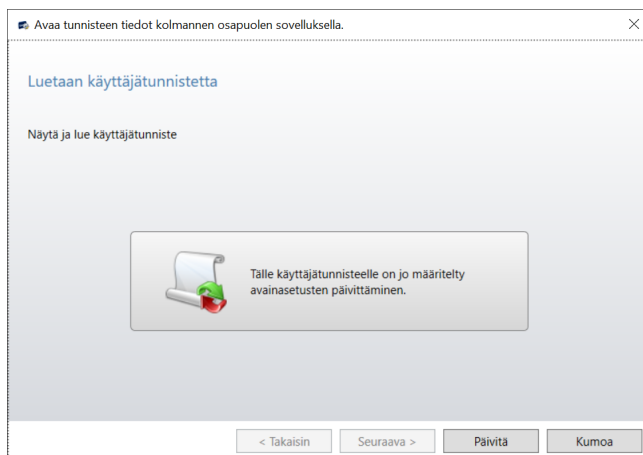 Avaa tunnisteen tiedot kolmannen osapuolen sovelluksella.
Luetaan käyttäjätunnistetta
Näytä ja lue käyttäjätunniste
Tälle käyttäjätunnisteelle on jo määritelty
avainasetusten päivittäminen.
< Takaisin
Seuraava >
Päivitä
Kumoa